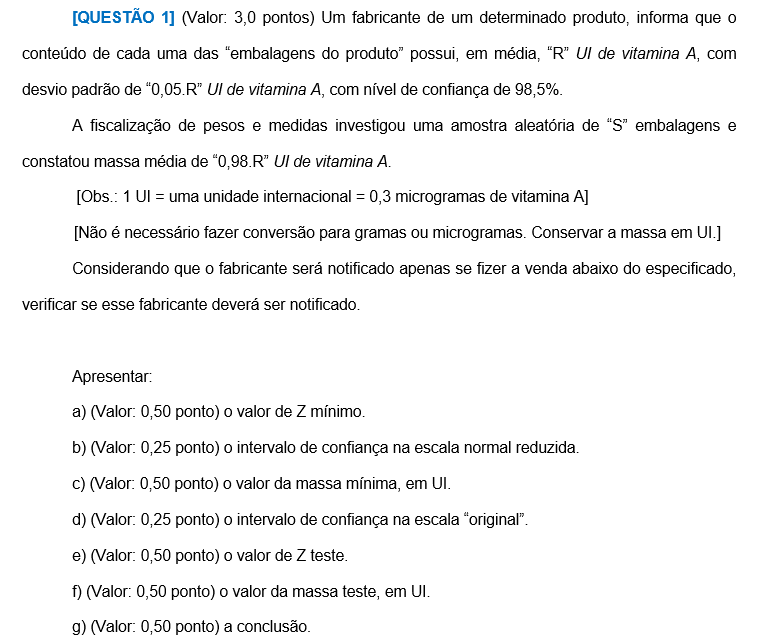 [QUESTÃO 1] (Valor: 3,0 pontos) Um fabricante de um determinado produto, informa que o
conteúdo de cada uma das “embalagens do produto” possui, em média, “R” UI de vitamina A, com
desvio padrão de “0,05.R” UI de vitamina A, com nível de confiança de 98,5%.
A fiscalização de pesos e medidas investigou uma amostra aleatória de “S” embalagens e
constatou massa média de “0,98.R” UI de vitamina A.
[Obs.: 1 UI = uma unidade internacional = 0,3 microgramas de vitamina A]
[Não é necessário fazer conversão para gramas ou microgramas. Conservar a massa em UI.]
Considerando que o fabricante será notificado apenas se fizer a venda abaixo do especificado,
verificar se esse fabricante deverá ser notificado.
Apresentar:
a) (Valor: 0,50 ponto) o valor de Z mínimo.
b) (Valor: 0,25 ponto) o intervalo de confiança na escala normal reduzida.
c) (Valor: 0,50 ponto) o valor da massa mínima, em UI.
d) (Valor: 0,25 ponto) o intervalo de confiança na escala “original”.
e) (Valor: 0,50 ponto) o valor de Z teste.
f) (Valor: 0,50 ponto) o valor da massa teste, em UI.
g) (Valor: 0,50 ponto) a conclusão.